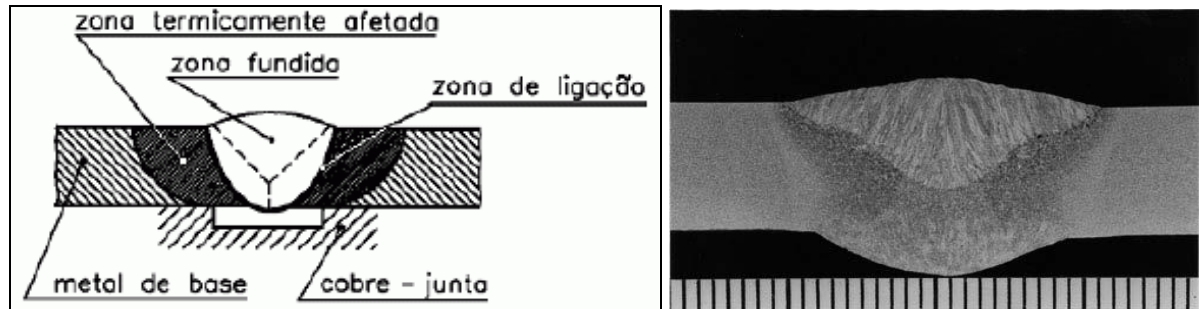 zona termicamente afetada
zona fundida
zona de ligação
metal de base
cobre - junta